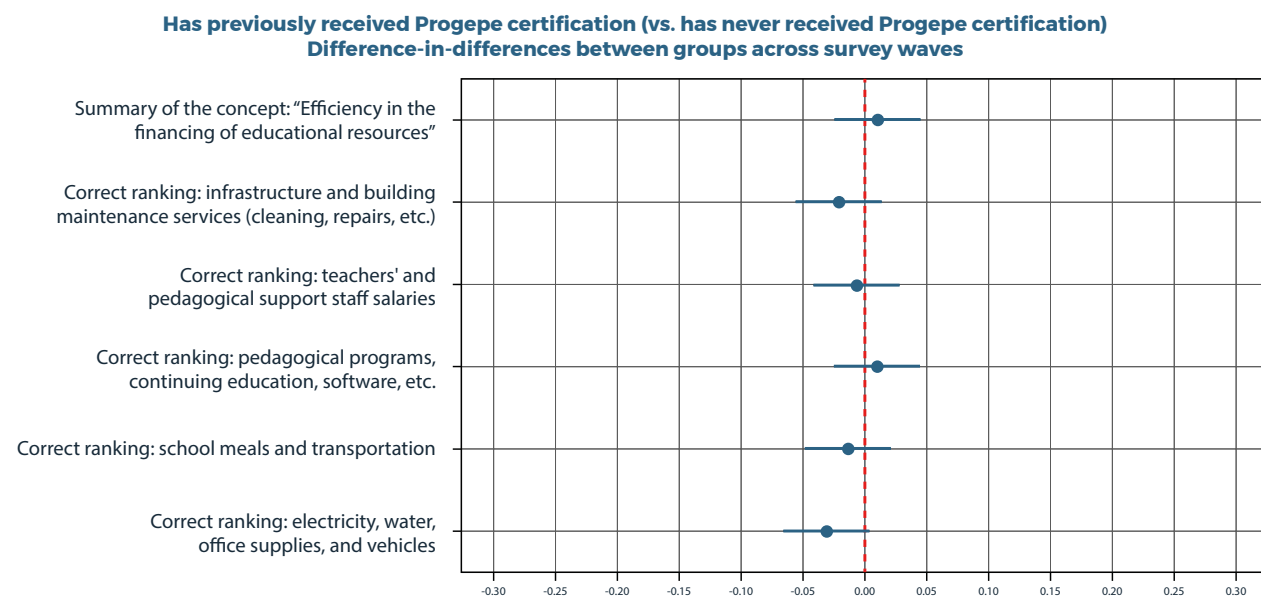 Has previously received Progepe certification (vs. has never received Progepe certification)
Difference-in-differences between groups across survey waves
Summary of the concept: “Efficiency in the
financing of educational resources”
Correct ranking: infrastructure and building
maintenance services (cleaning, repairs, etc.)
Correct ranking: teachers' and
pedagogical support staff salaries
Correct ranking: pedagogical programs,
continuing education, software, etc.
Correct ranking: school meals and transportation
Correct ranking: electricity, water,
office supplies, and vehicles
-0.30 -0.25 -0.20 -0.15 -0.10 -0.05 0.00 0.05 0.10 0.15 0.20 0.25 0.30